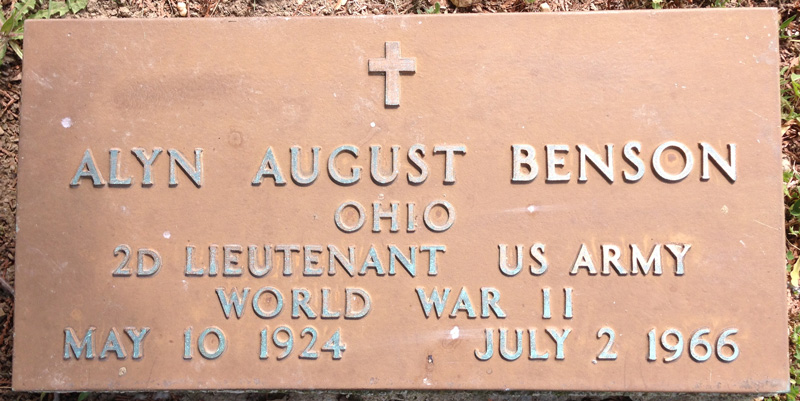 ALYN AUGUST BENSON
OHIO
2D LIEUTENANT US ARMY
WORLD WAR II
MAY 10 1924 JULY 2 1966